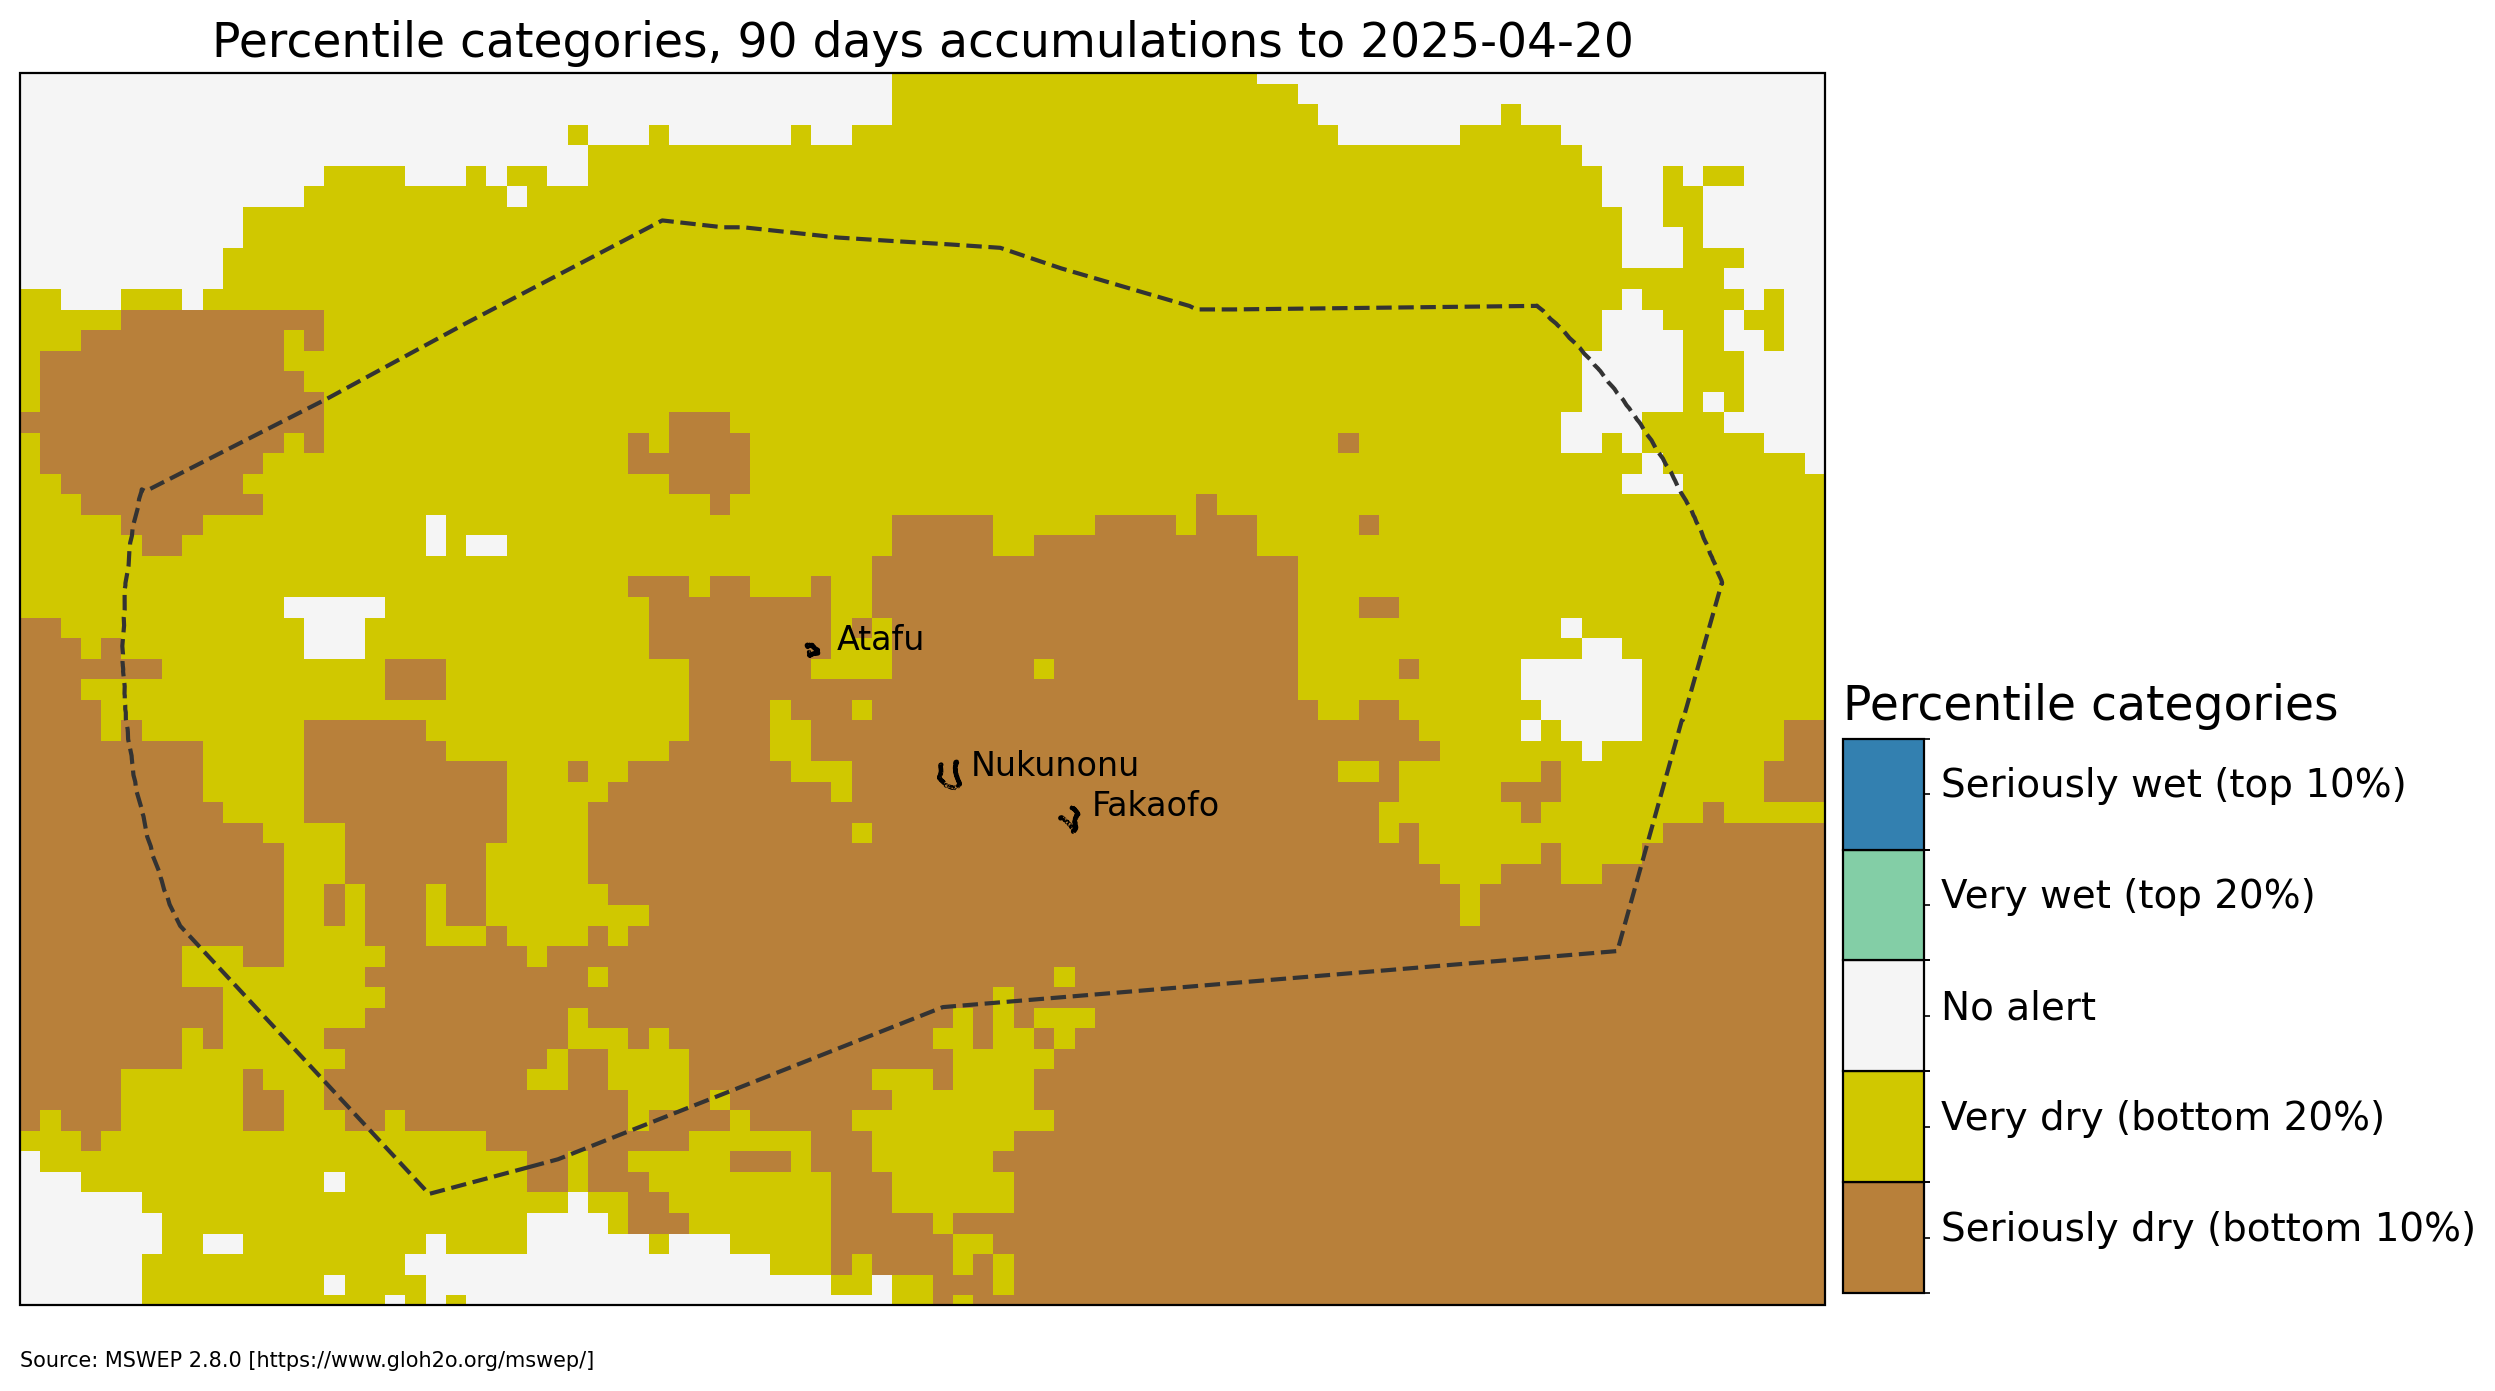 Percentile categories, 90 days accumulations to 2025-04-20
Atafu
Nukunonu
Fakaofo
Percentile categories
Seriously wet (top 10%)
Very wet (top 20%)
No alert
Very dry (bottom 20%)
Seriously dry (bottom 10%)
Source: MSWEP 2.8.0 [https://www.gloh2o.org/mswep/]